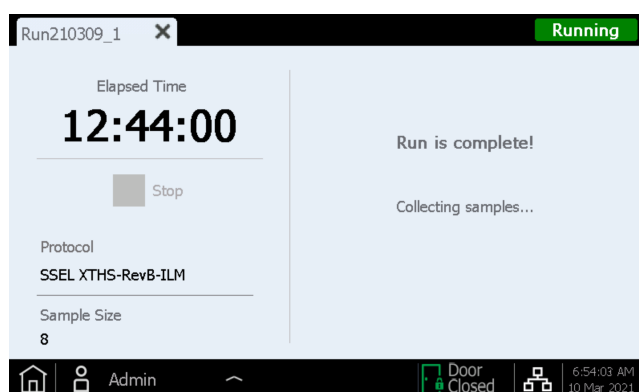 Run210309_1
Running
Elapsed Time
12:44:00
Stop
Protocol
SSEL XTHS-RevB-ILM
Sample Size
8
Run is complete!
Collecting samples...
Admin
Door
Closed
6:54:03 AM
10 Mar 2021